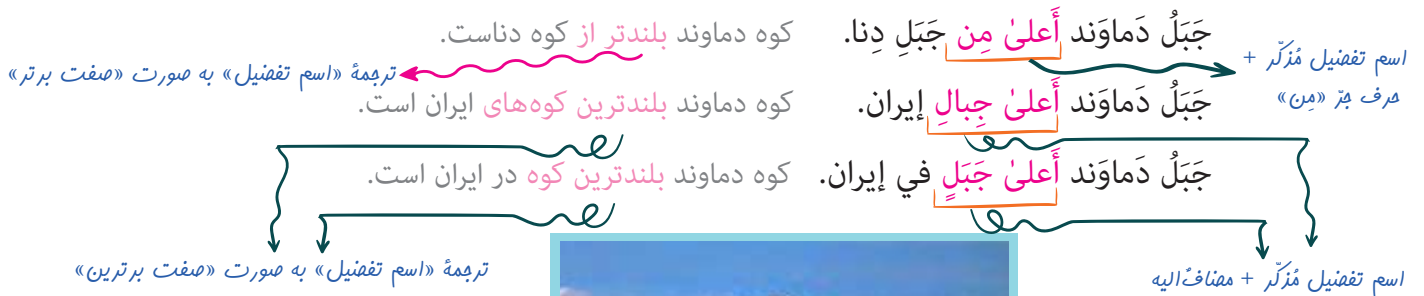 جَبَلُ دَماوَند أَعلیٰ مِن جَبَلِ دِنا. کوه دماوند بلندتر از کوه دناست.
اسم تفضیل مُذکّر +
حرف جرّ «مِن»
ترجمهٔ «اسم تفضیل» به صورت «صفت برتر»
جَبَلُ دَماوَند أَعلیٰ جِبالِ إيران. کوه دماوند بلندترین کوه‌های ایران است.
جَبَلُ دَماوَند أَعلیٰ جَبَلٍ في إيران. کوه دماوند بلندترین کوه در ایران است.
اسم تفضیل مُذکّر + مضافٌ‌الیه
ترجمهٔ «اسم تفضیل» به صورت «صفت برترین»